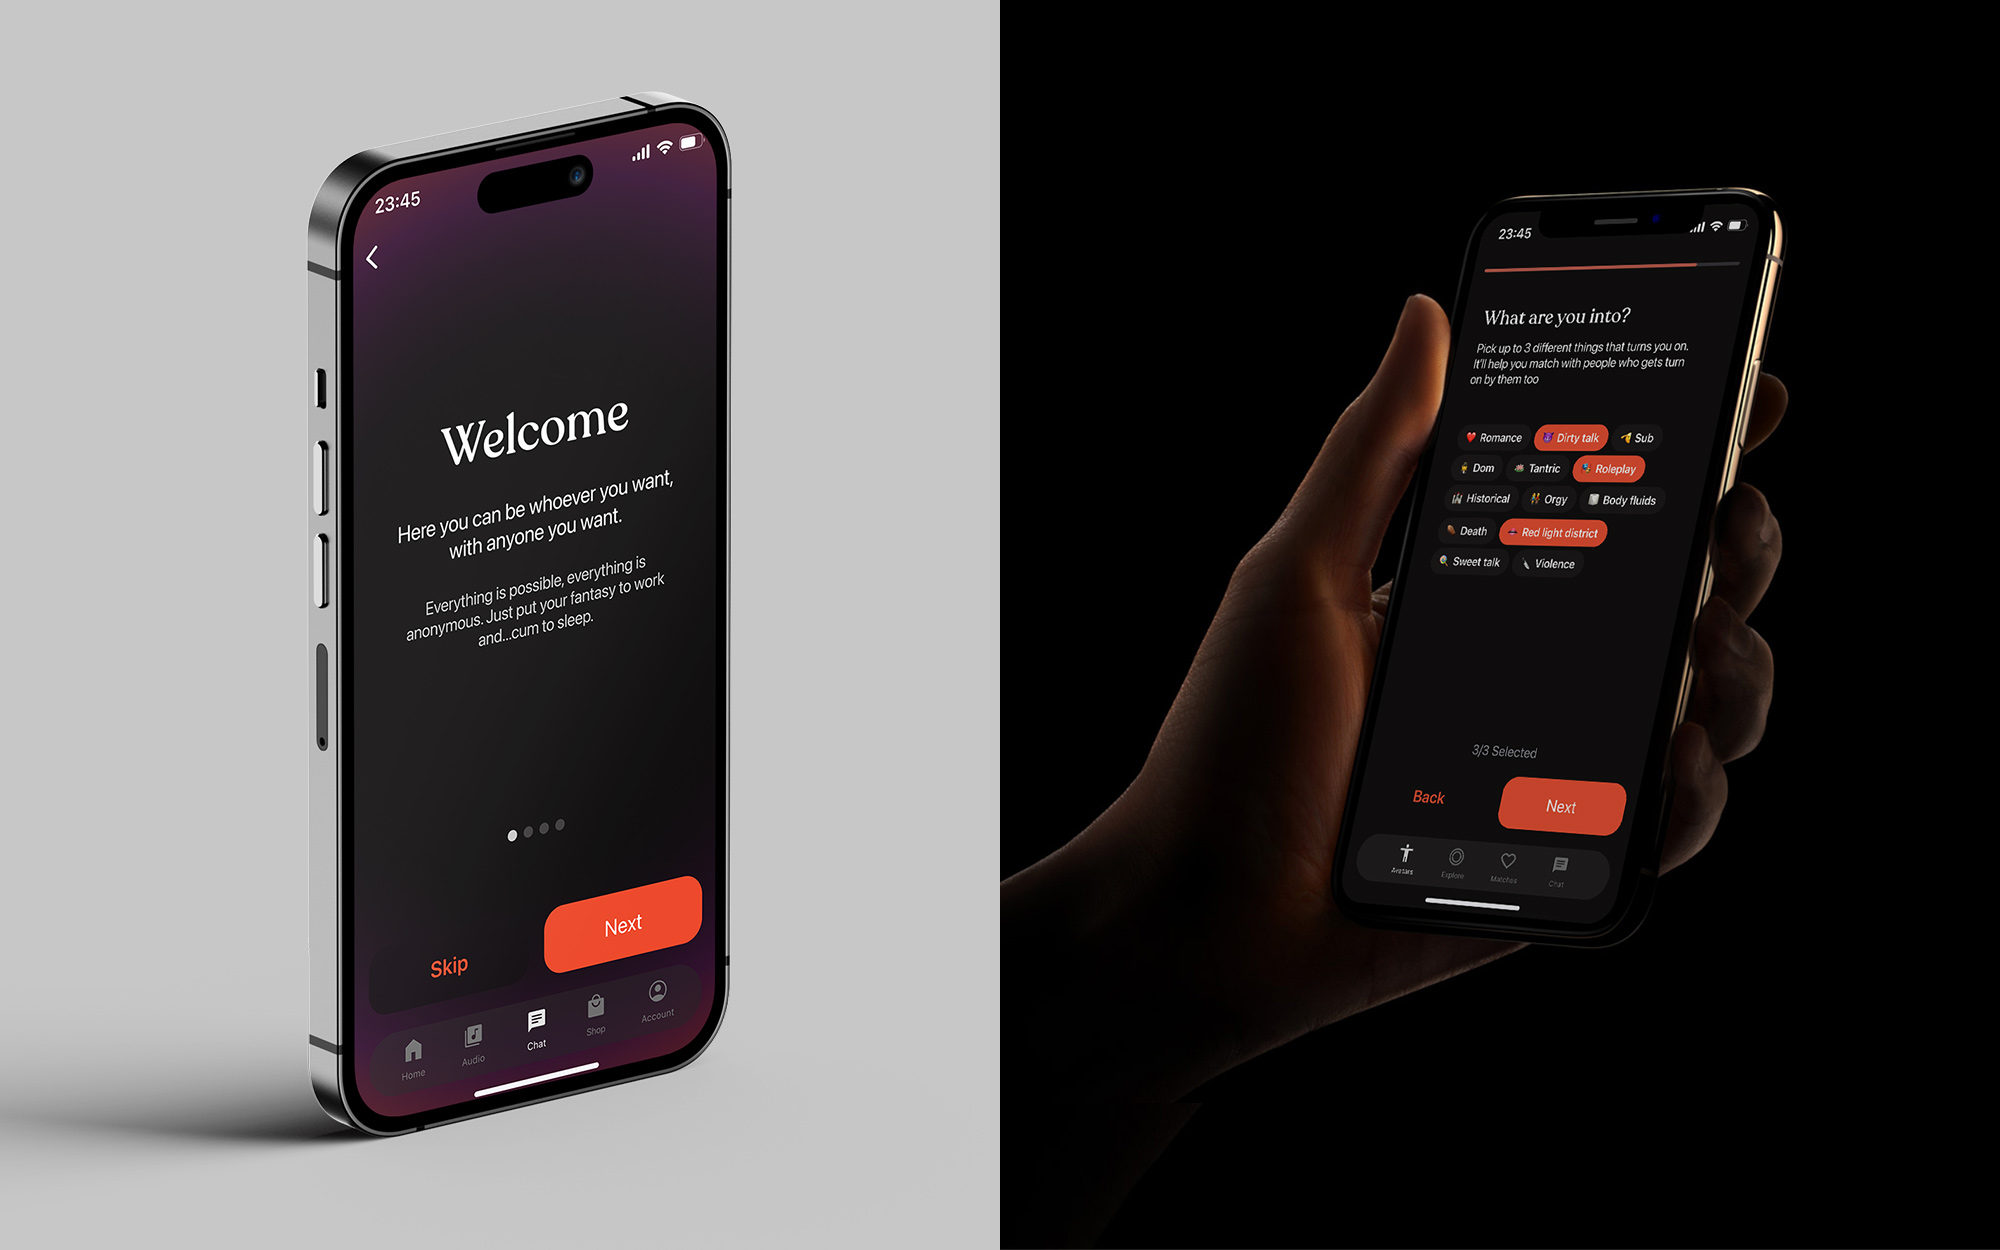 23:45
Welcome
Here you can be whoever you want,
with anyone you want.
Everything is possible, everything is
anonymous. Just put your fantasy to work
and...cum to sleep.
Skip
Next
Home
Audio
Chat
Shop
Account
23:45
What are you into?
Pick up to 3 different things that turns you on.
It'll help you match with people who gets turn
on by them too
Romance
Dirty talk
Sub
Dom
Tantric
Roleplay
Historical
Orgy
Body fluids
Death
Red light district
Sweet talk
Violence
3/3 Selected
Back
Next
Avatars
Explore
Matches
Chat